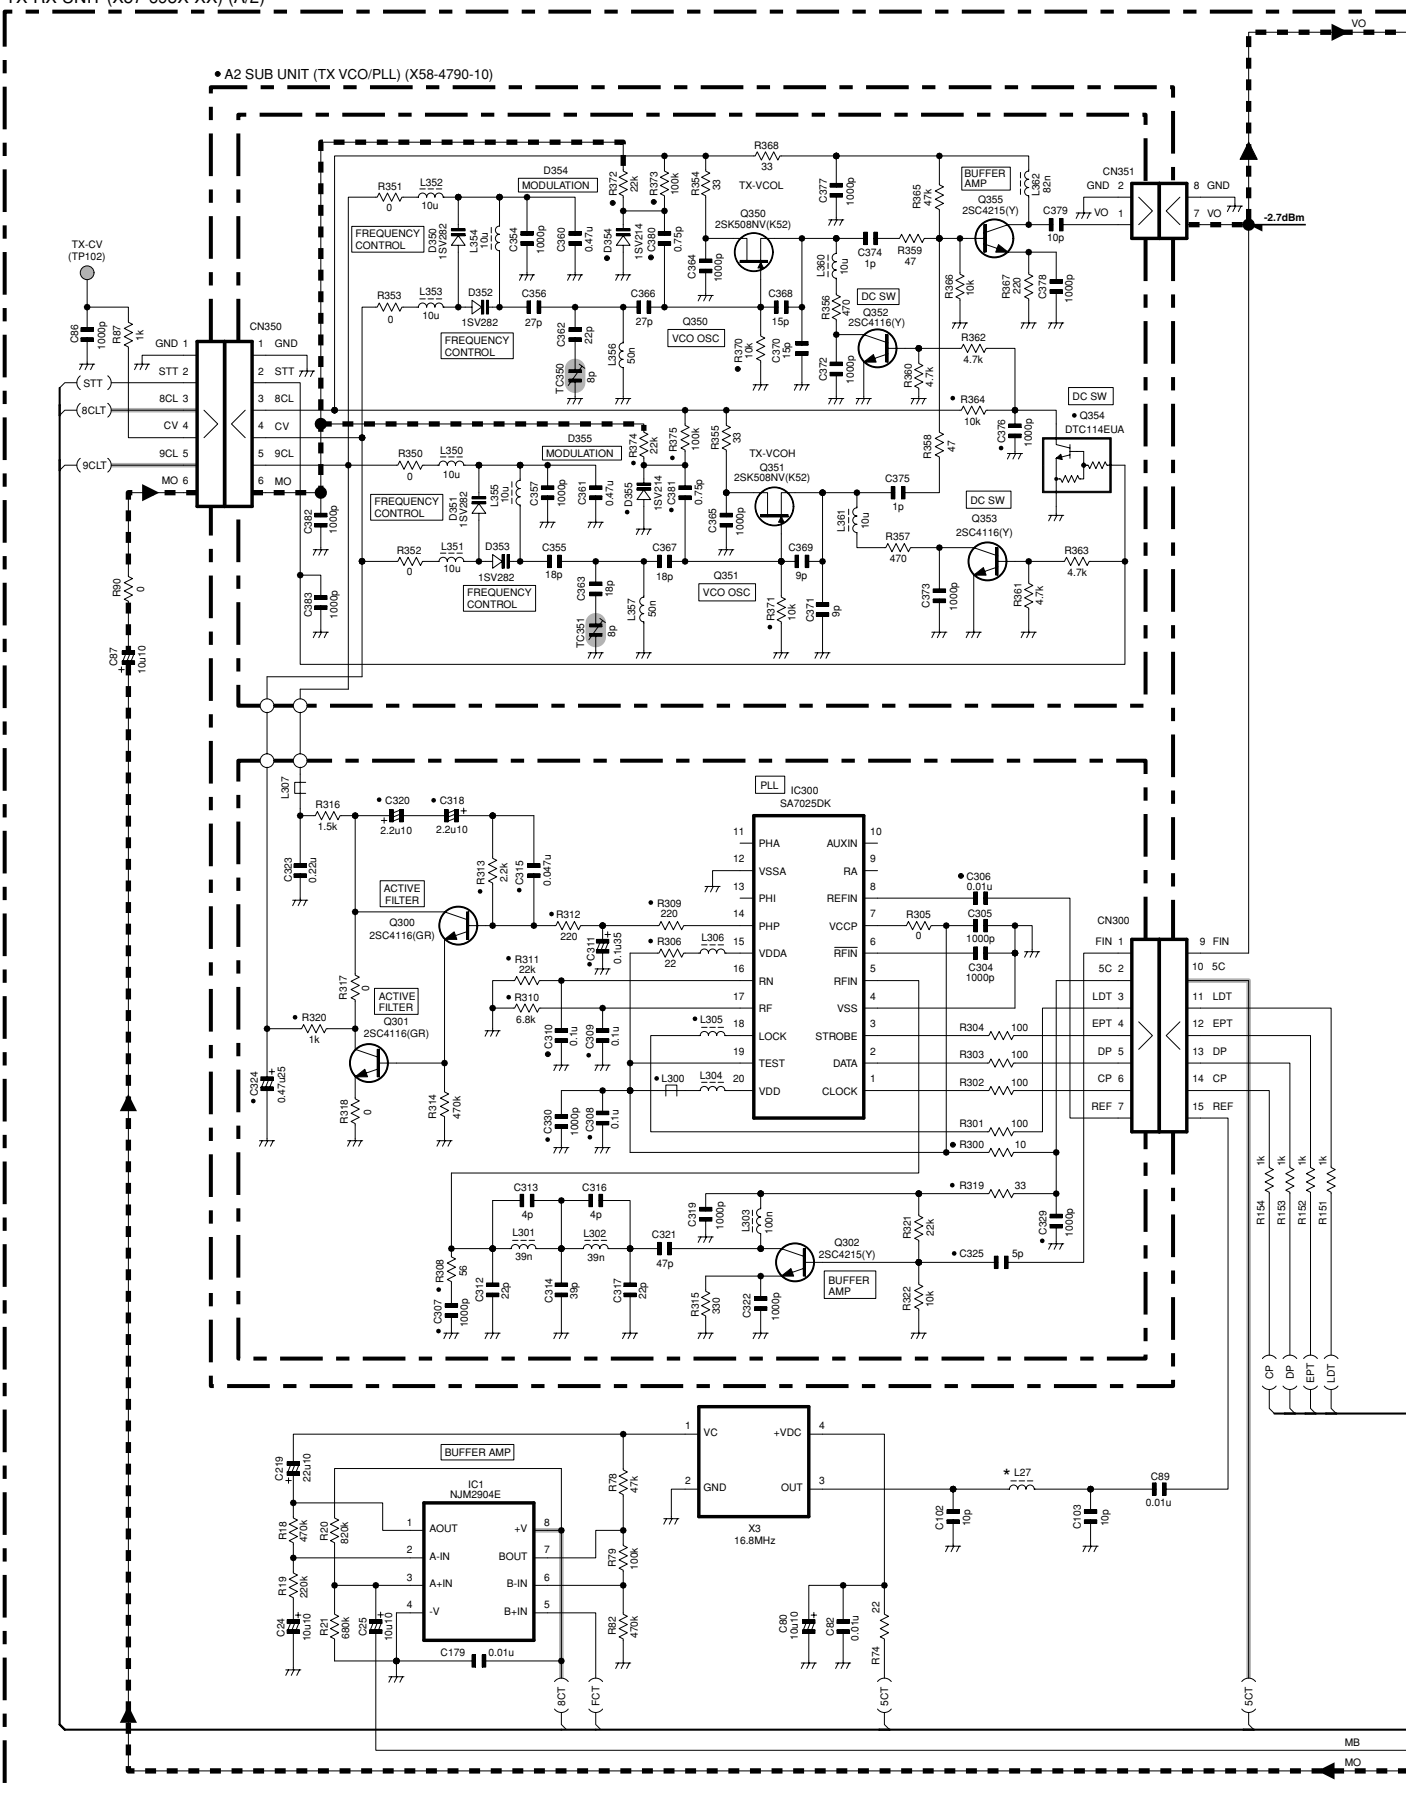 ● A2 SUB UNIT (TX VCO/PLL) (X58-4790-10)
VO
-2.7dBm
TX-CV
(TP102)
C86 1000p
R87 1k
STT
8CLT
9CLT
R90 0
C87 10u10
CN350
GND 1
STT 2
8CL 3
CV 4
9CL 5
MO 6
1 GND
2 STT
3 8CL
4 CV
5 9CL
6 MO
C382 1000p
C383 1000p
R351 0
L352 10u
FREQUENCY CONTROL
D350 1SV282
L354 10u
C354 1000p
C360 0.47u
D354
MODULATION
R372 22k
R373 100k
D354 1SV214
C380 0.75p
R354 33
R368 33
TX-VCOL
Q350
2SK508NV(K52)
C364 1000p
C377 1000p
R365 47k
BUFFER AMP
Q355
2SC4215(Y)
L362 82n
C379 10p
CN351
GND 2
VO 1
8 GND
7 VO
R353 0
L353 10u
D352
1SV282
FREQUENCY CONTROL
C356 27p
C362 22p
TC350 8p
L356 50n
C366 27p
Q350
VCO OSC
R370 10k
C368 15p
C370 15p
L360 10u
C374 1p
R359 47
R356 470
DC SW
Q352
2SC4116(Y)
C372 1000p
R360 4.7k
R366 10k
R367 220
C378 1000p
R362 4.7k
R364 10k
C376 1000p
DC SW
Q354
DTC114EUA
R350 0
L350 10u
FREQUENCY CONTROL
D351 1SV282
L355 10u
C357 1000p
C361 0.47u
D355
MODULATION
R374 22k
R375 100k
D355 1SV214
C381 0.75p
R355 33
TX-VCOH
Q351
2SK508NV(K52)
C365 1000p
R358 47
C375 1p
L361 10u
R357 470
DC SW
Q353
2SC4116(Y)
C373 1000p
R361 4.7k
R363 4.7k
R352 0
L351 10u
D353
1SV282
FREQUENCY CONTROL
C355 18p
C363 18p
TC351 8p
L357 50n
C367 18p
Q351
VCO OSC
R371 10k
C369 9p
C371 9p
L307
R316 1.5k
C320 2.2u10
C318 2.2u10
C323 0.22u
R313 2.2k
C315 0.047u
ACTIVE FILTER
Q300
2SC4116(GR)
R312 220
C311 0.1u35
R309 220
R306 22
L306
R317 0
ACTIVE FILTER
Q301
2SC4116(GR)
R320 1k
C324 0.47u25
R318 0
R314 470k
R311 22k
R310 6.8k
C310 0.1u
C309 0.1u
L305
L300
L304
C330 1000p
C308 0.1u
PLL
IC300
SA7025DK
11 PHA
12 VSSA
13 PHI
14 PHP
15 VDDA
16 RN
17 RF
18 LOCK
19 TEST
20 VDD
AUXIN 10
RA 9
REFIN 8
VCCP 7
RFIN 6
RFIN 5
VSS 4
STROBE 3
DATA 2
CLOCK 1
C306 0.01u
R305 0
C305 1000p
C304 1000p
R304 100
R303 100
R302 100
R301 100
R300 10
R319 33
CN300
FIN 1
5C 2
LDT 3
EPT 4
DP 5
CP 6
REF 7
9 FIN
10 5C
11 LDT
12 EPT
13 DP
14 CP
15 REF
R154 1k
R153 1k
R152 1k
R151 1k
CP
DP
EPT
LDT
C313 4p
C316 4p
L301 39n
L302 39n
C321 47p
R308 56
C307 1000p
C312 22p
C314 39p
C317 22p
C319 1000p
L303 100n
Q302
2SC4215(Y)
BUFFER AMP
R315 330
C322 1000p
R321 22k
R322 10k
C325 5p
C329 1000p
C219 22u10
BUFFER AMP
IC1
NJM2904E
R18 470k
R20 820k
R19 220k
C24 10u10
R21 680k
C25 10u10
1 AOUT
2 A-IN
3 A+IN
4 -V
+V 8
BOUT 7
B-IN 6
B+IN 5
C179 0.01u
R78 47k
R79 100k
R82 470k
8CT
FCT
1 VC
2 GND
+VDC 4
OUT 3
X3
16.8MHz
C80 10u10
C82 0.01u
R74 22
5CT
C102 10p
* L27
C103 10p
C89 0.01u
5CT
MB
MO